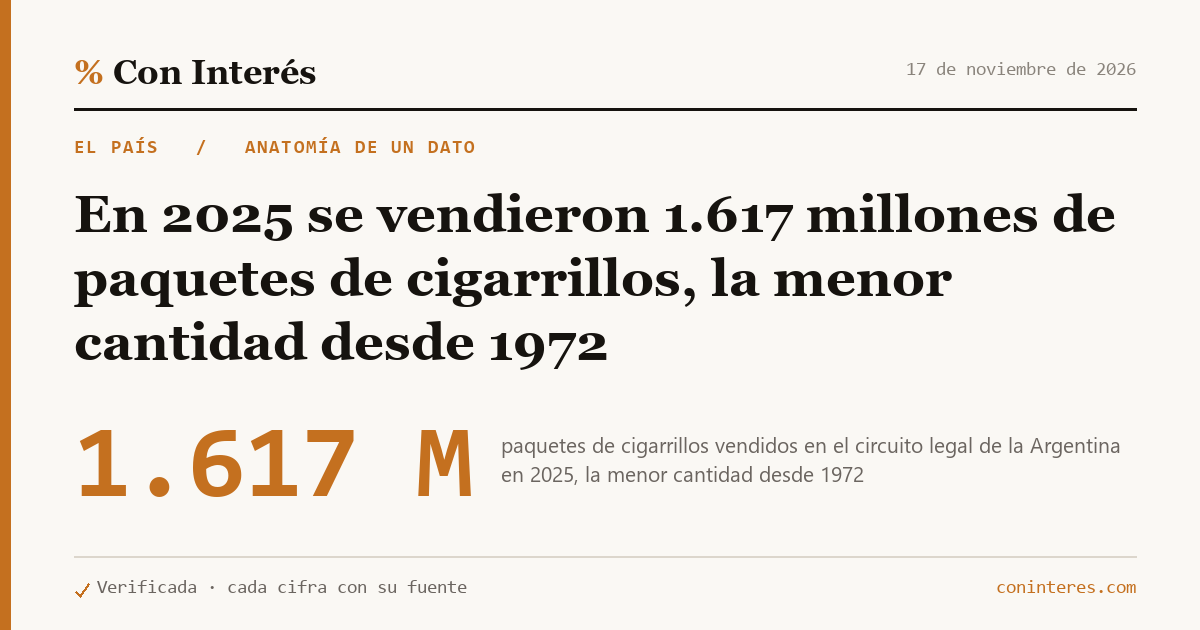 % Con Interés
17 de noviembre de 2026
EL PAÍS / ANATOMÍA DE UN DATO
En 2025 se vendieron 1.617 millones de
paquetes de cigarrillos, la menor
cantidad desde 1972
1.617 M
paquetes de cigarrillos vendidos en el circuito legal de la Argentina
en 2025, la menor cantidad desde 1972
✓ Verificada · cada cifra con su fuente
coninteres.com